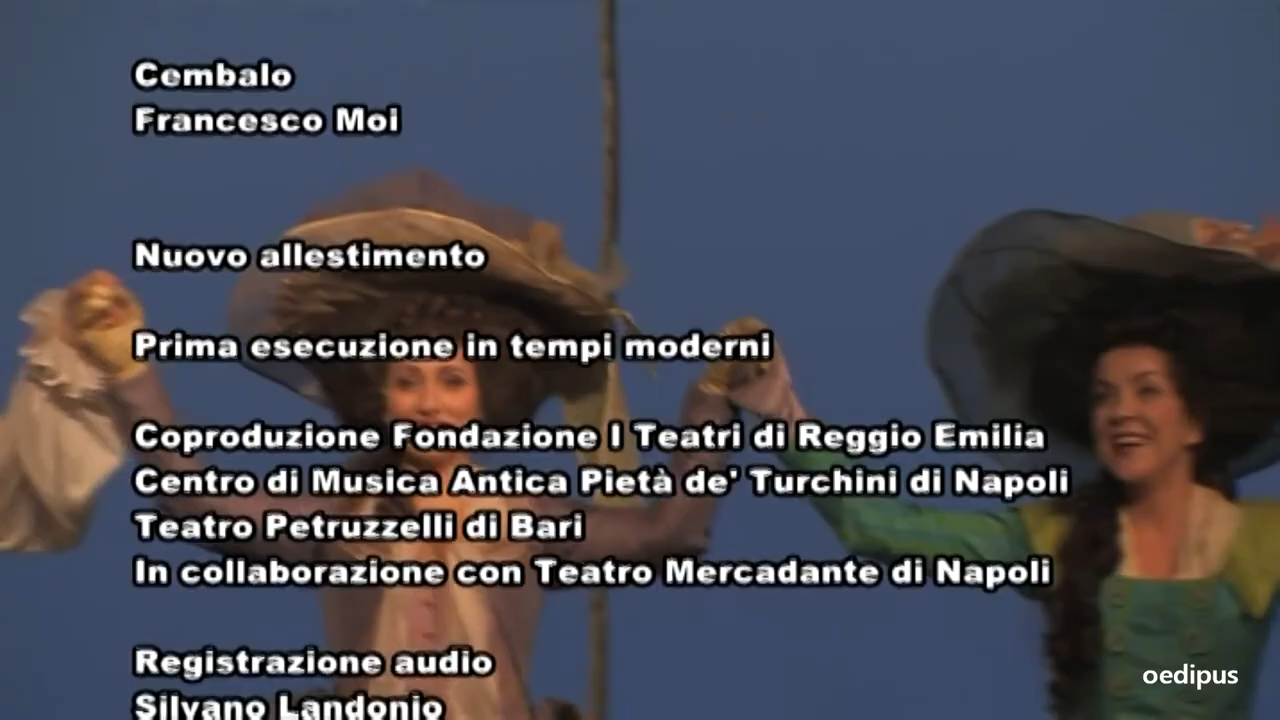 Cembalo
Francesco Moi
Nuovo allestimento
Prima esecuzione in tempi moderni
Coproduzione Fondazione I Teatri di Reggio Emilia
Centro di Musica Antica Pietà de' Turchini di Napoli
Teatro Petruzzelli di Bari
In collaborazione con Teatro Mercadante di Napoli
Registrazione audio
Silvano Landonio
oedipus